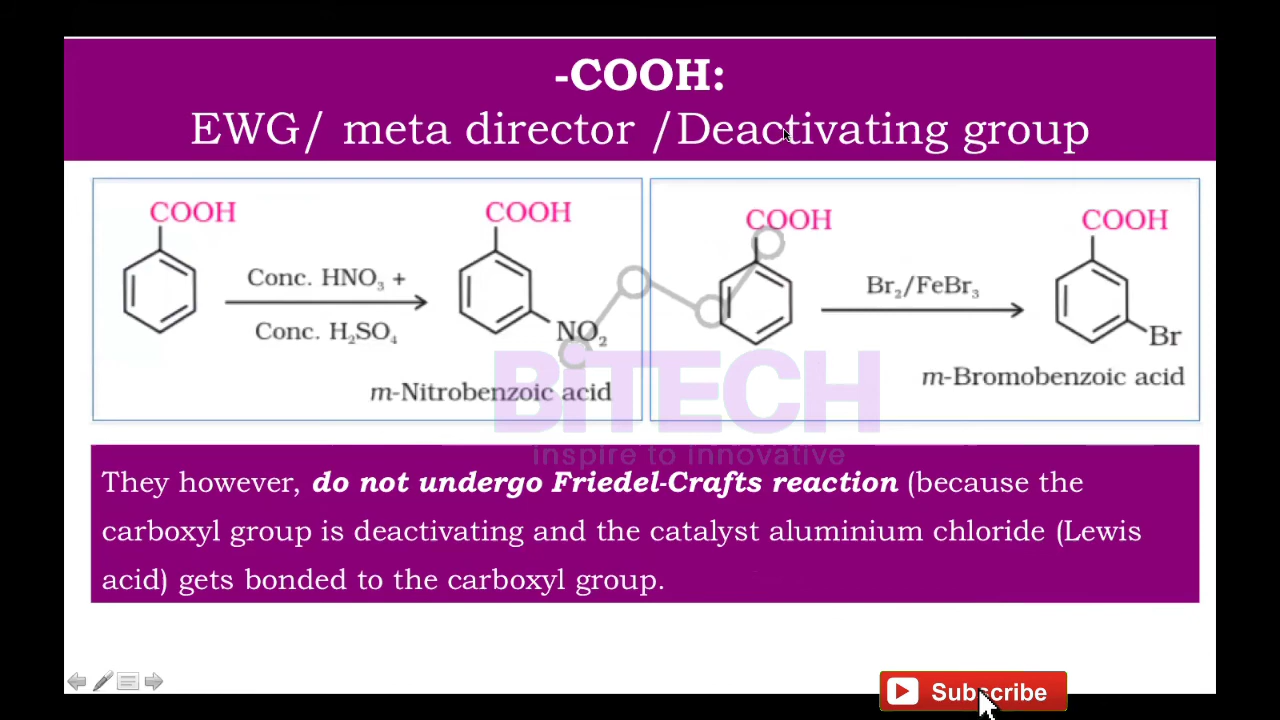 -COOH:
EWG/ meta director /Deactivating group
COOH
Conc. HNO₃ +
Conc. H₂SO₄
COOH
NO₂
m-Nitrobenzoic acid
COOH
Br₂/FeBr₃
COOH
Br
m-Bromobenzoic acid
BiTECH
inspire to innovative
They however, do not undergo Friedel-Crafts reaction (because the
carboxyl group is deactivating and the catalyst aluminium chloride (Lewis
acid) gets bonded to the carboxyl group.
Subscribe